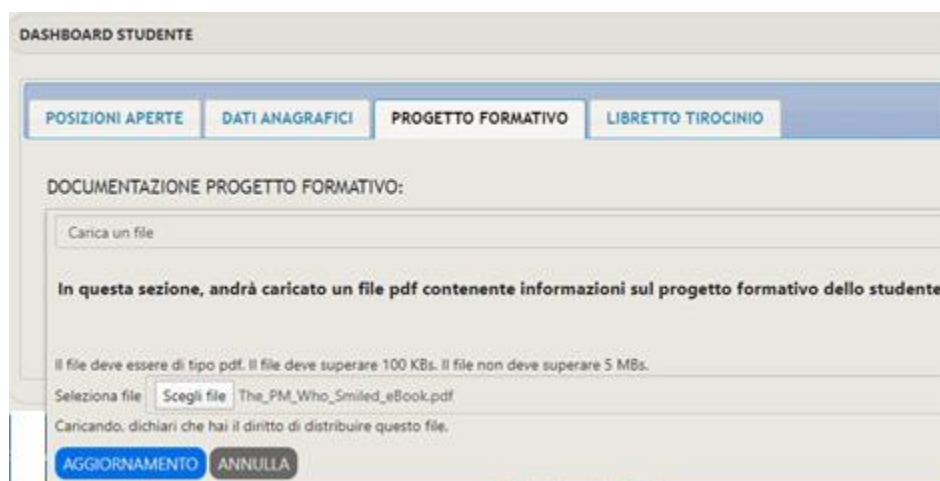 DASHBOARD STUDENTE
POSIZIONI APERTE DATI ANAGRAFICI PROGETTO FORMATIVO LIBRETTO TIROCINIO
DOCUMENTAZIONE PROGETTO FORMATIVO:
Carica un file
In questa sezione, andrà caricato un file pdf contenente informazioni sul progetto formativo dello studente
Il file deve essere di tipo pdf. Il file deve superare 100 KBs. Il file non deve superare 5 MBs.
Seleziona file Scegli file The_PM_Who_Smiled_eBook.pdf
Caricando, dichiari che hai il diritto di distribuire questo file.
AGGIORNAMENTO ANNULLA